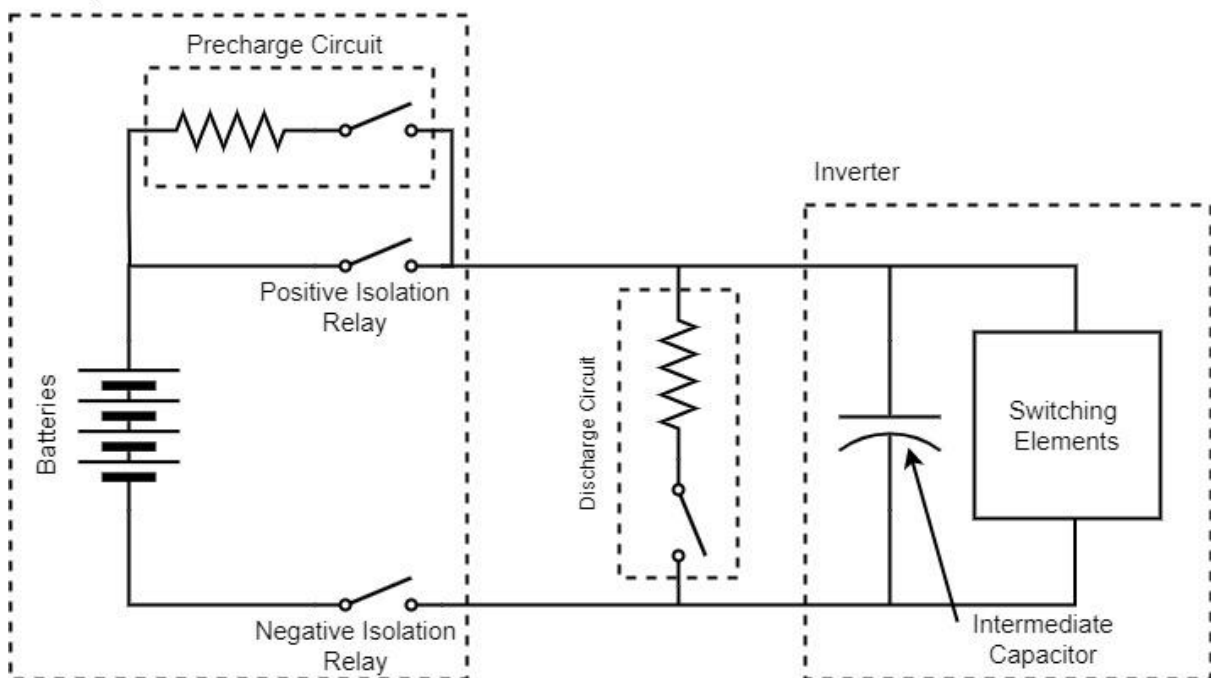 Precharge Circuit
Positive Isolation
Relay
Batteries
Negative Isolation
Relay
Discharge Circuit
Inverter
Switching
Elements
Intermediate
Capacitor